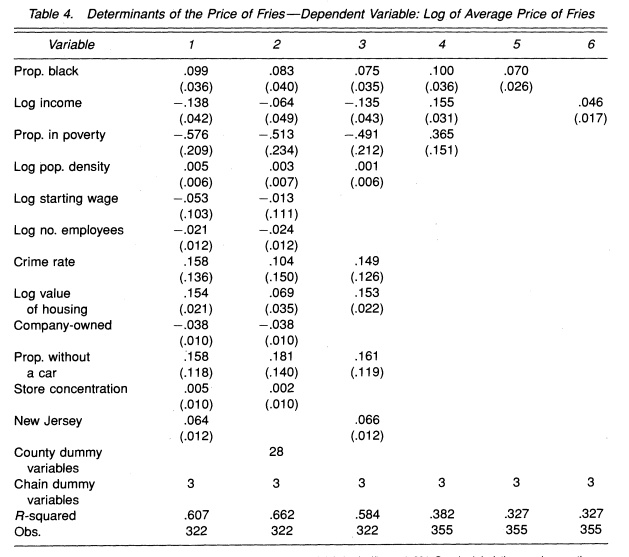 Table 4. Determinants of the Price of Fries—Dependent Variable: Log of Average Price of Fries
Variable 1 2 3 4 5 6
Prop. black .099 .083 .075 .100 .070
(.036) (.040) (.035) (.036) (.026)
Log income −.138 −.064 −.135 .155 .046
(.042) (.049) (.043) (.031) (.017)
Prop. in poverty −.576 −.513 −.491 .365
(.209) (.234) (.212) (.151)
Log pop. density .005 .003 .001
(.006) (.007) (.006)
Log starting wage −.053 −.013
(.103) (.111)
Log no. employees −.021 −.024
(.012) (.012)
Crime rate .158 .104 .149
(.136) (.150) (.126)
Log value .154 .069 .153
of housing (.021) (.035) (.022)
Company-owned −.038 −.038
(.010) (.010)
Prop. without .158 .181 .161
a car (.118) (.140) (.119)
Store concentration .005 .002
(.010) (.010)
New Jersey .064 .066
(.012) (.012)
County dummy 28
variables
Chain dummy 3 3 3 3 3 3
variables
R-squared .607 .662 .584 .382 .327 .327
Obs. 322 322 322 355 355 355